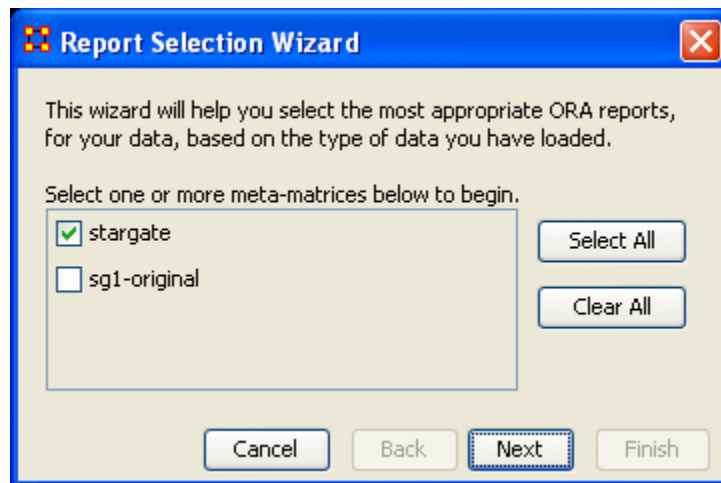 Report Selection Wizard
This wizard will help you select the most appropriate ORA reports,
for your data, based on the type of data you have loaded.
Select one or more meta-matrices below to begin.
stargate
sg1-original
Select All
Clear All
Cancel
Back
Next
Finish